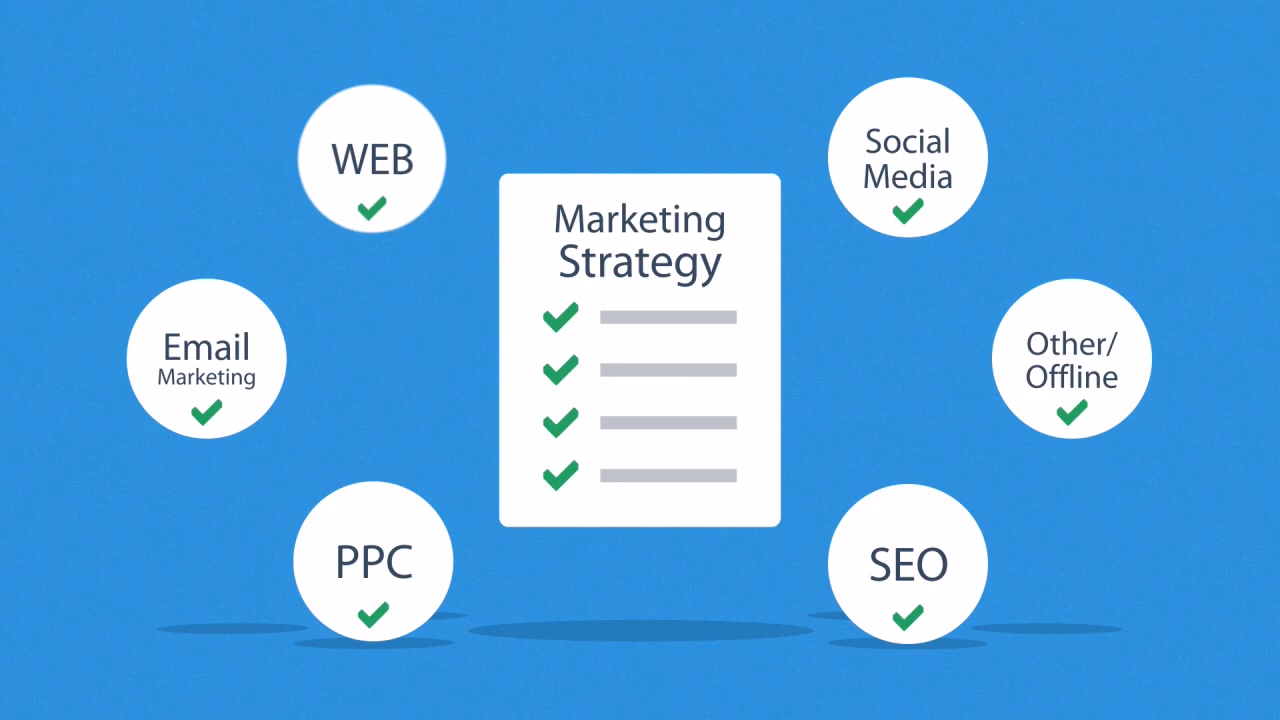 WEB
Social
Media
Marketing
Strategy
Email
Marketing
Other/
Offline
PPC
SEO